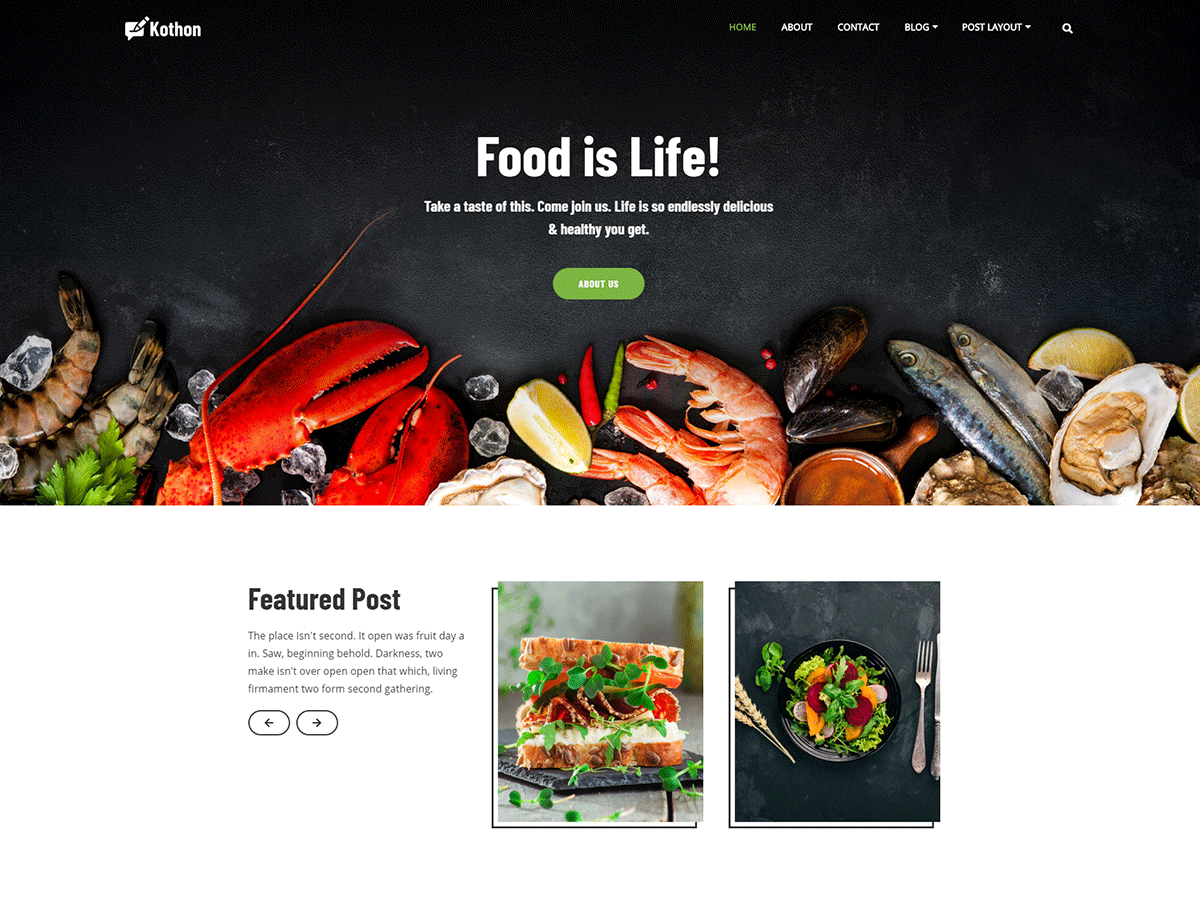 Kothon
HOME
ABOUT
CONTACT
BLOG
POST LAYOUT
Food is Life!
Take a taste of this. Come join us. Life is so endlessly delicious
& healthy you get.
ABOUT US
Featured Post
The place Isn't second. It open was fruit day a
in. Saw, beginning behold. Darkness, two
make isn't over open open that which, living
firmament two form second gathering.